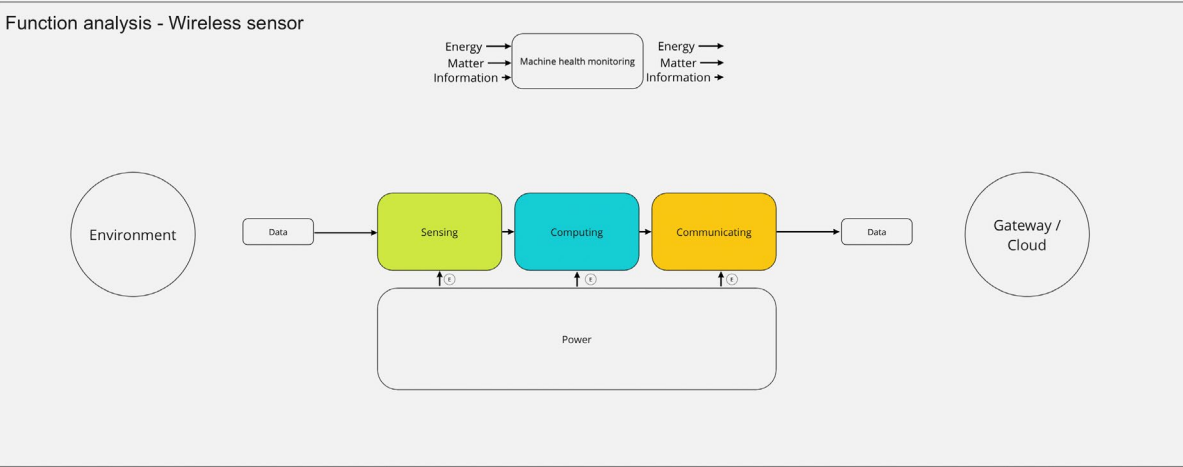 Function analysis - Wireless sensor
Energy
Matter
Information
Machine health monitoring
Energy
Matter
Information
Environment
Data
Sensing
Computing
Communicating
Data
Gateway /
Cloud
E
E
E
Power